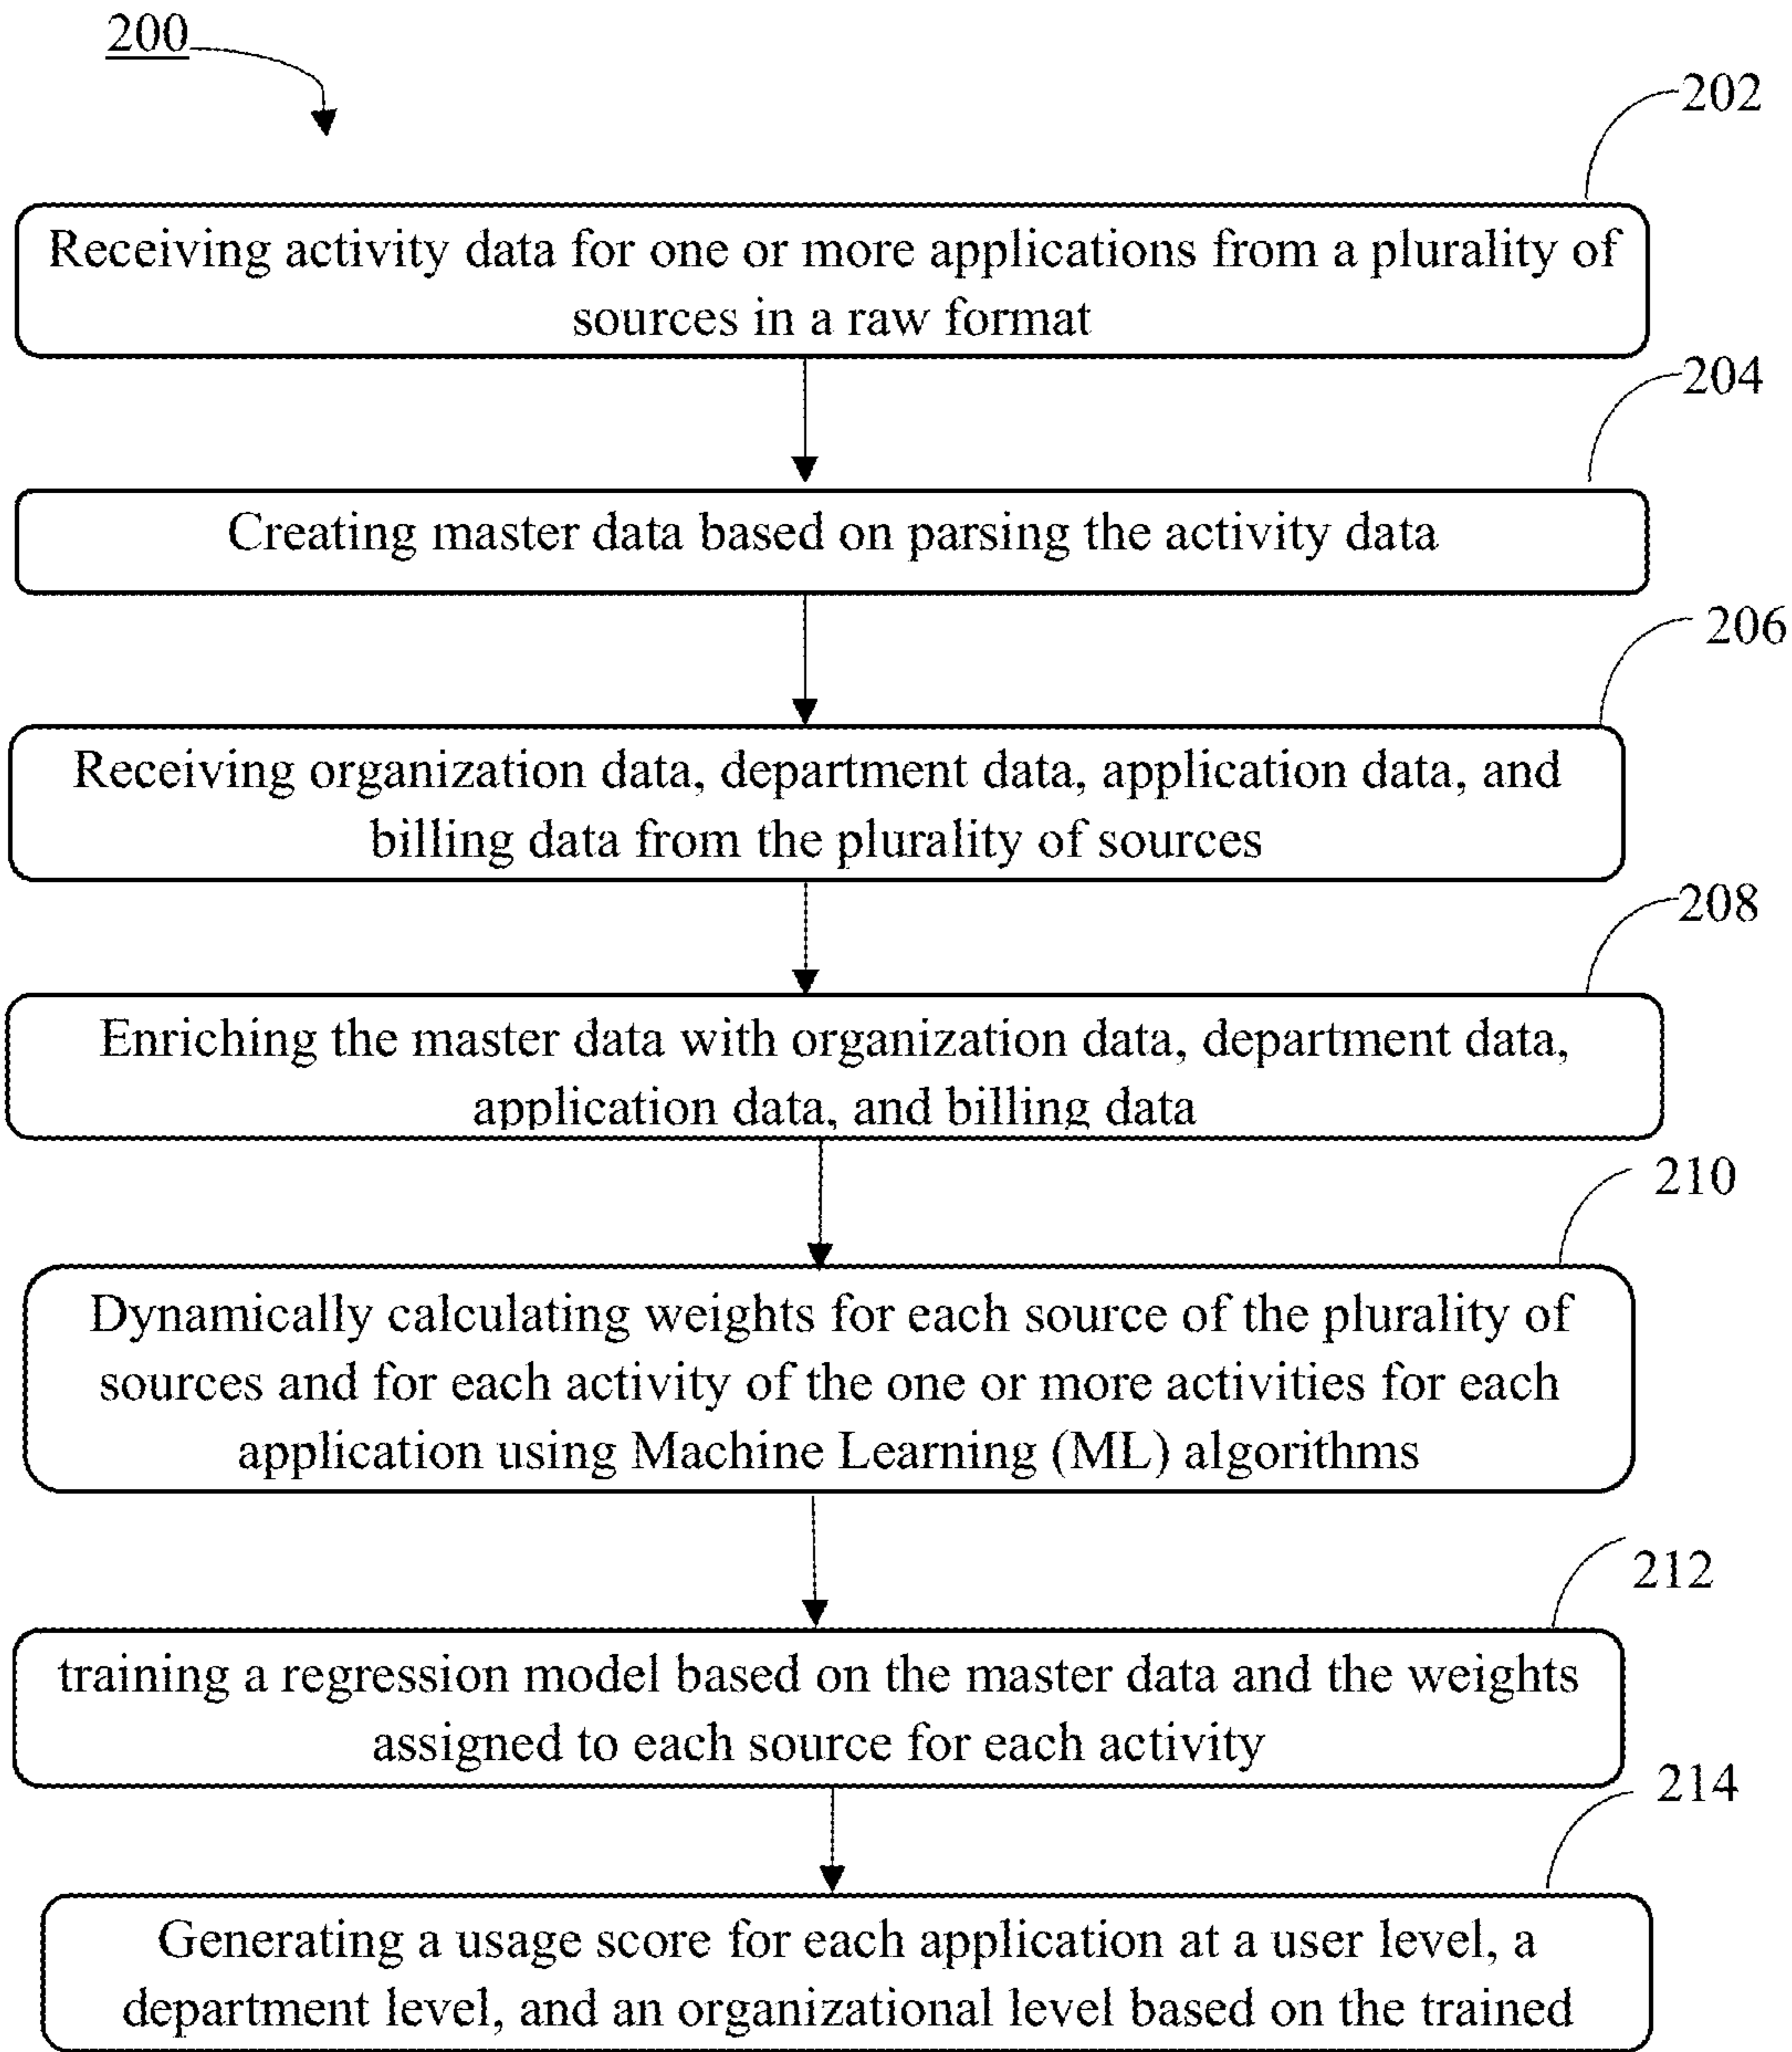 200
202
Receiving activity data for one or more applications from a plurality of
sources in a raw format
204
Creating master data based on parsing the activity data
206
Receiving organization data, department data, application data, and
billing data from the plurality of sources
208
Enriching the master data with organization data, department data,
application data, and billing data
210
Dynamically calculating weights for each source of the plurality of
sources and for each activity of the one or more activities for each
application using Machine Learning (ML) algorithms
212
training a regression model based on the master data and the weights
assigned to each source for each activity
214
Generating a usage score for each application at a user level, a
department level, and an organizational level based on the trained